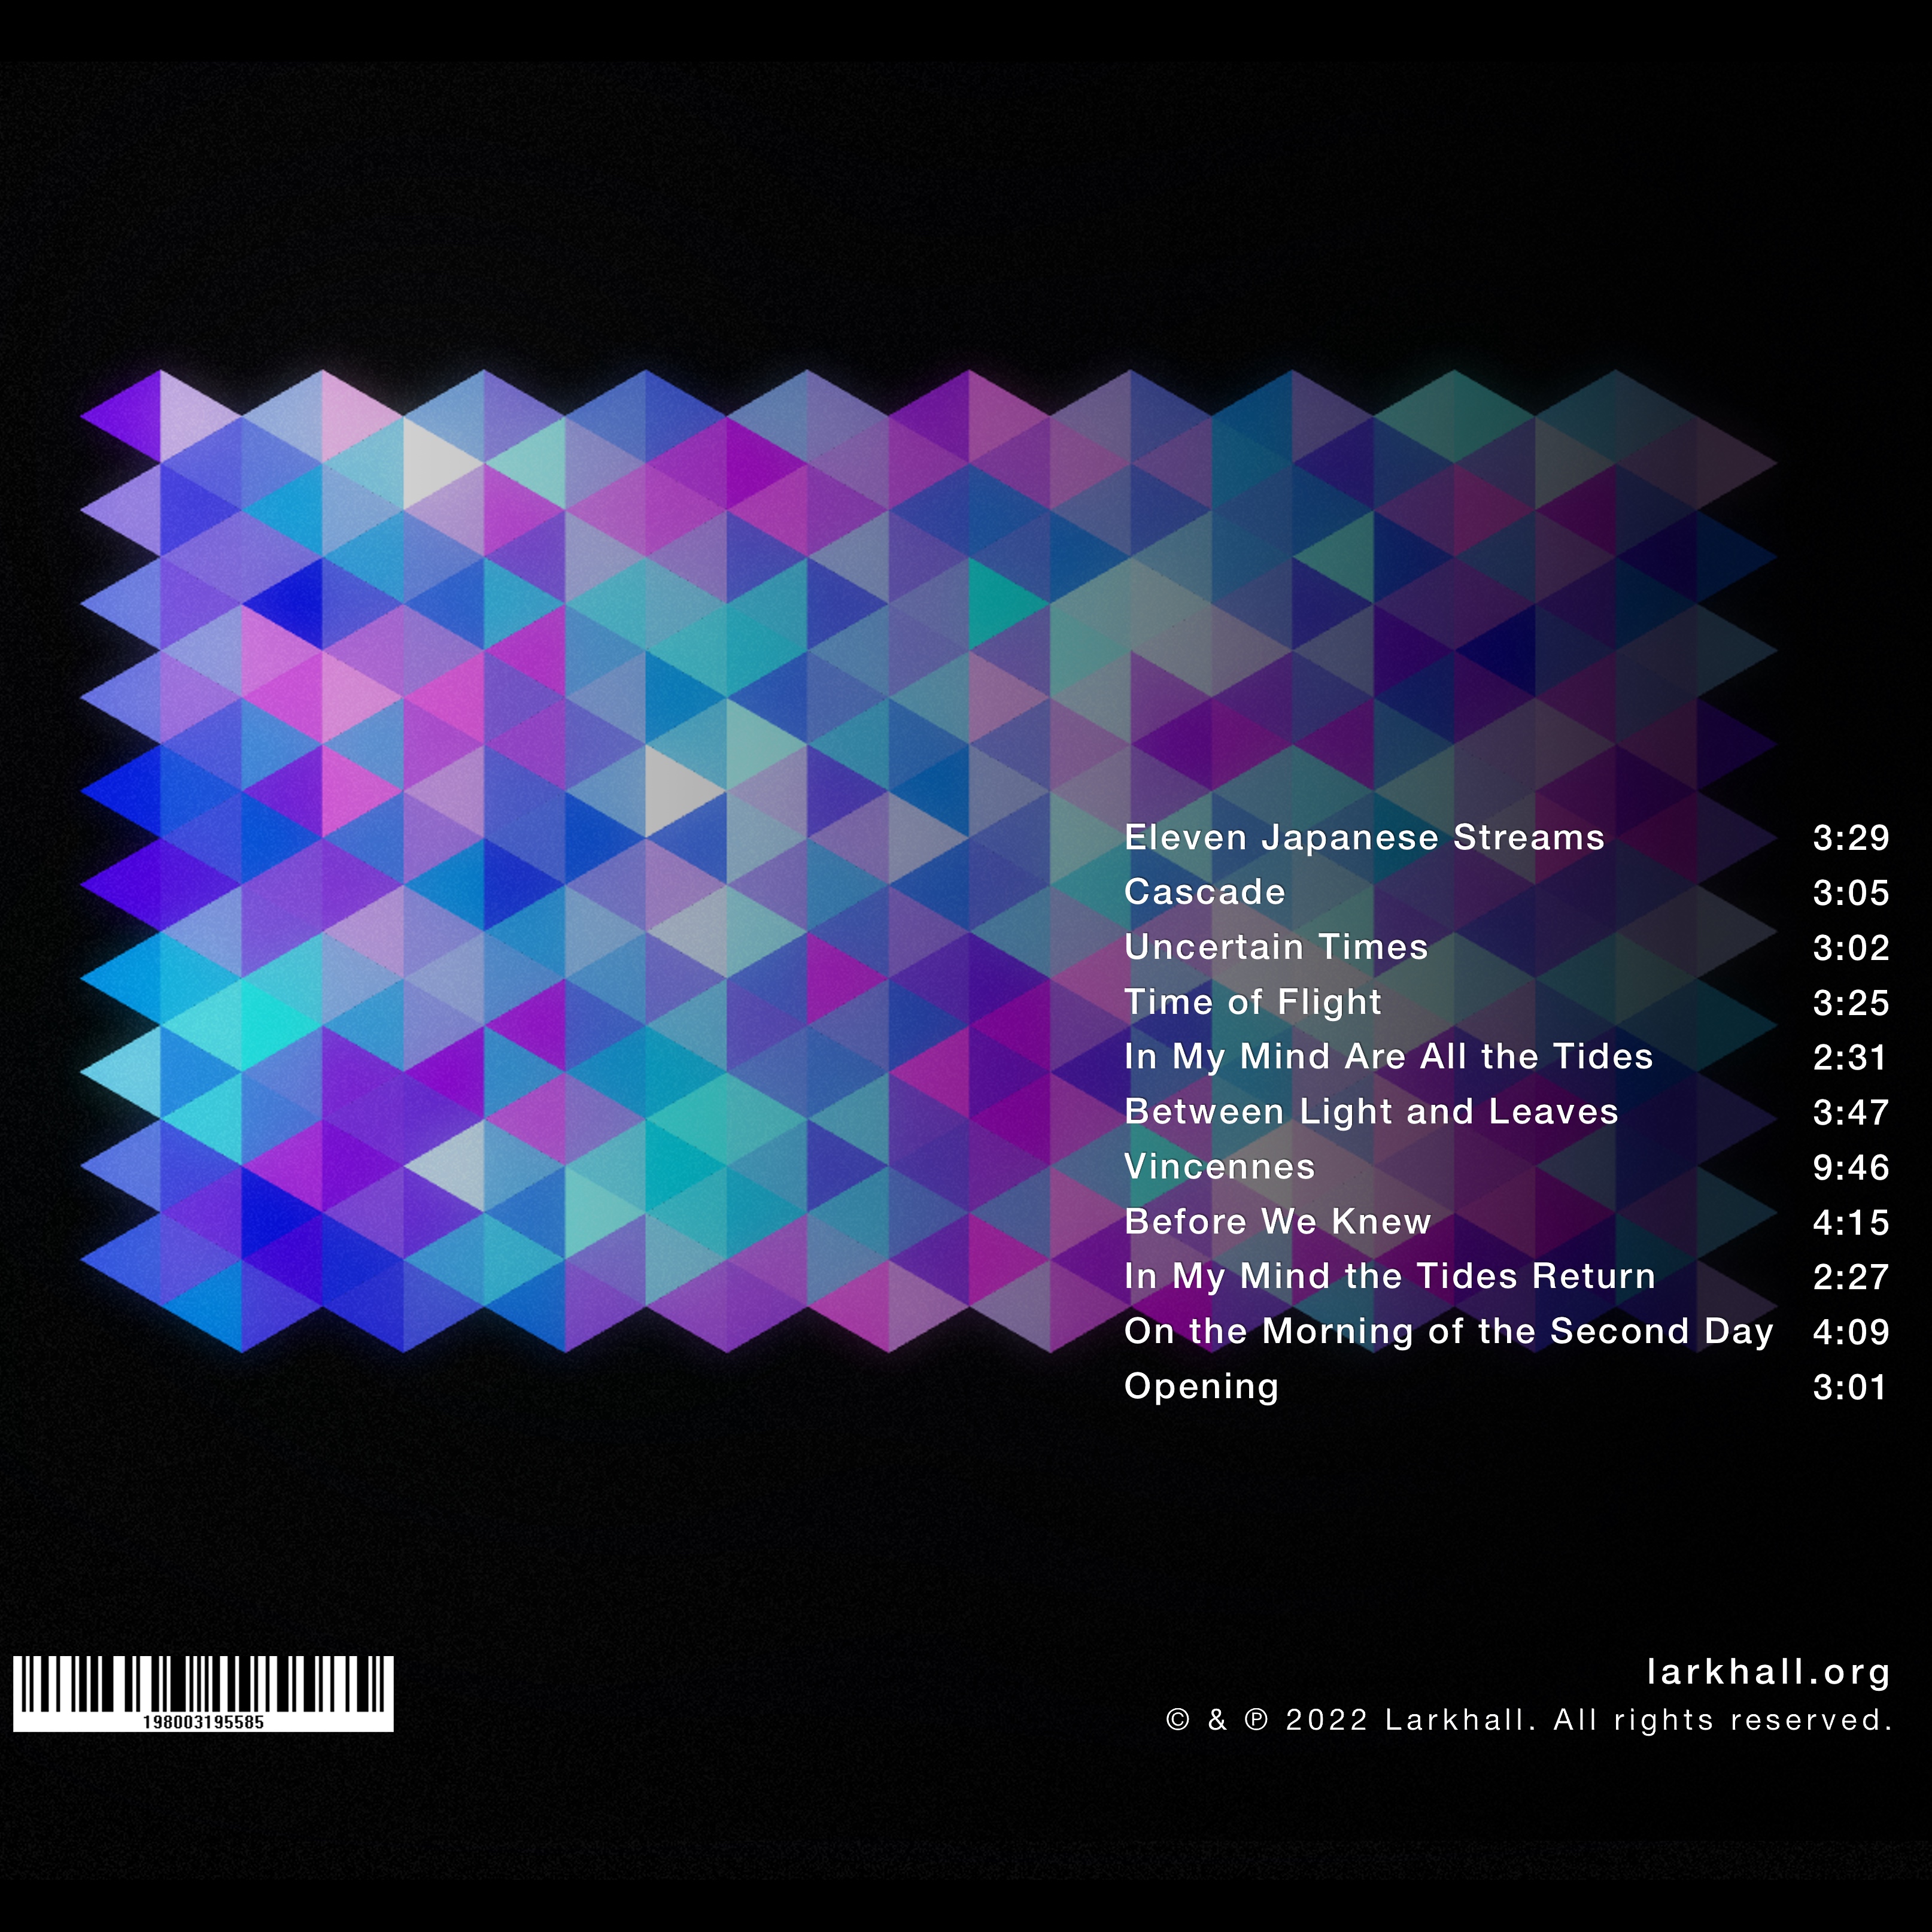 Eleven Japanese Streams 3:29
Cascade 3:05
Uncertain Times 3:02
Time of Flight 3:25
In My Mind Are All the Tides 2:31
Between Light and Leaves 3:47
Vincennes 9:46
Before We Knew 4:15
In My Mind the Tides Return 2:27
On the Morning of the Second Day 4:09
Opening 3:01
198003195585
larkhall.org
© & ℗ 2022 Larkhall. All rights reserved.